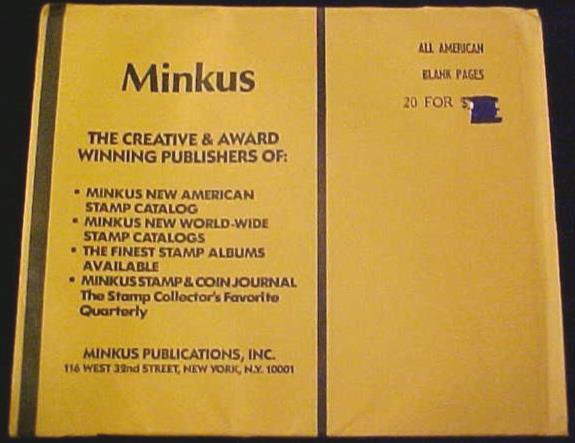 Minkus
THE CREATIVE & AWARD
WINNING PUBLISHERS OF:
• MINKUS NEW AMERICAN
STAMP CATALOG
• MINKUS NEW WORLD-WIDE
STAMP CATALOGS
• THE FINEST STAMP ALBUMS
AVAILABLE
• MINKUS STAMP & COIN JOURNAL
The Stamp Collector's Favorite
Quarterly
MINKUS PUBLICATIONS, INC.
116 WEST 32nd STREET, NEW YORK, N.Y. 10001
ALL AMERICAN
BLANK PAGES
20 FOR $